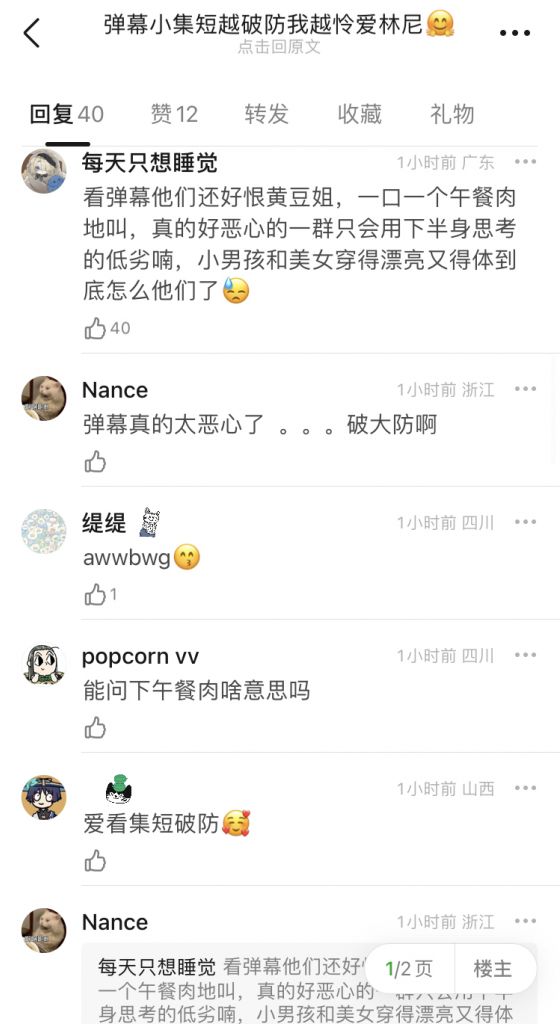 弹幕小集短越破防我越怜爱林尼🤗
点击回原文
回复 40
赞 12
转发
收藏
礼物
每天只想睡觉
1小时前 广东
看弹幕他们还好恨黄豆姐，一口一个午餐肉
地叫，真的好恶心的一群只会用下半身思考
的低劣喃，小男孩和美女穿得漂亮又得体到
底怎么他们了😓
40
Nance
1小时前 浙江
弹幕真的太恶心了 。。。破大防啊
缇缇
1小时前 四川
awwbwg😙
1
popcorn vv
1小时前 四川
能问下午餐肉啥意思吗
1小时前 山西
爱看集短破防🥰
Nance
1小时前 浙江
每天只想睡觉 看弹幕他们还好
1/2页
楼主
一个午餐肉地叫，真的好恶心的一群只会用下
身思考的低劣喃，小男孩和美女穿得漂亮又得体